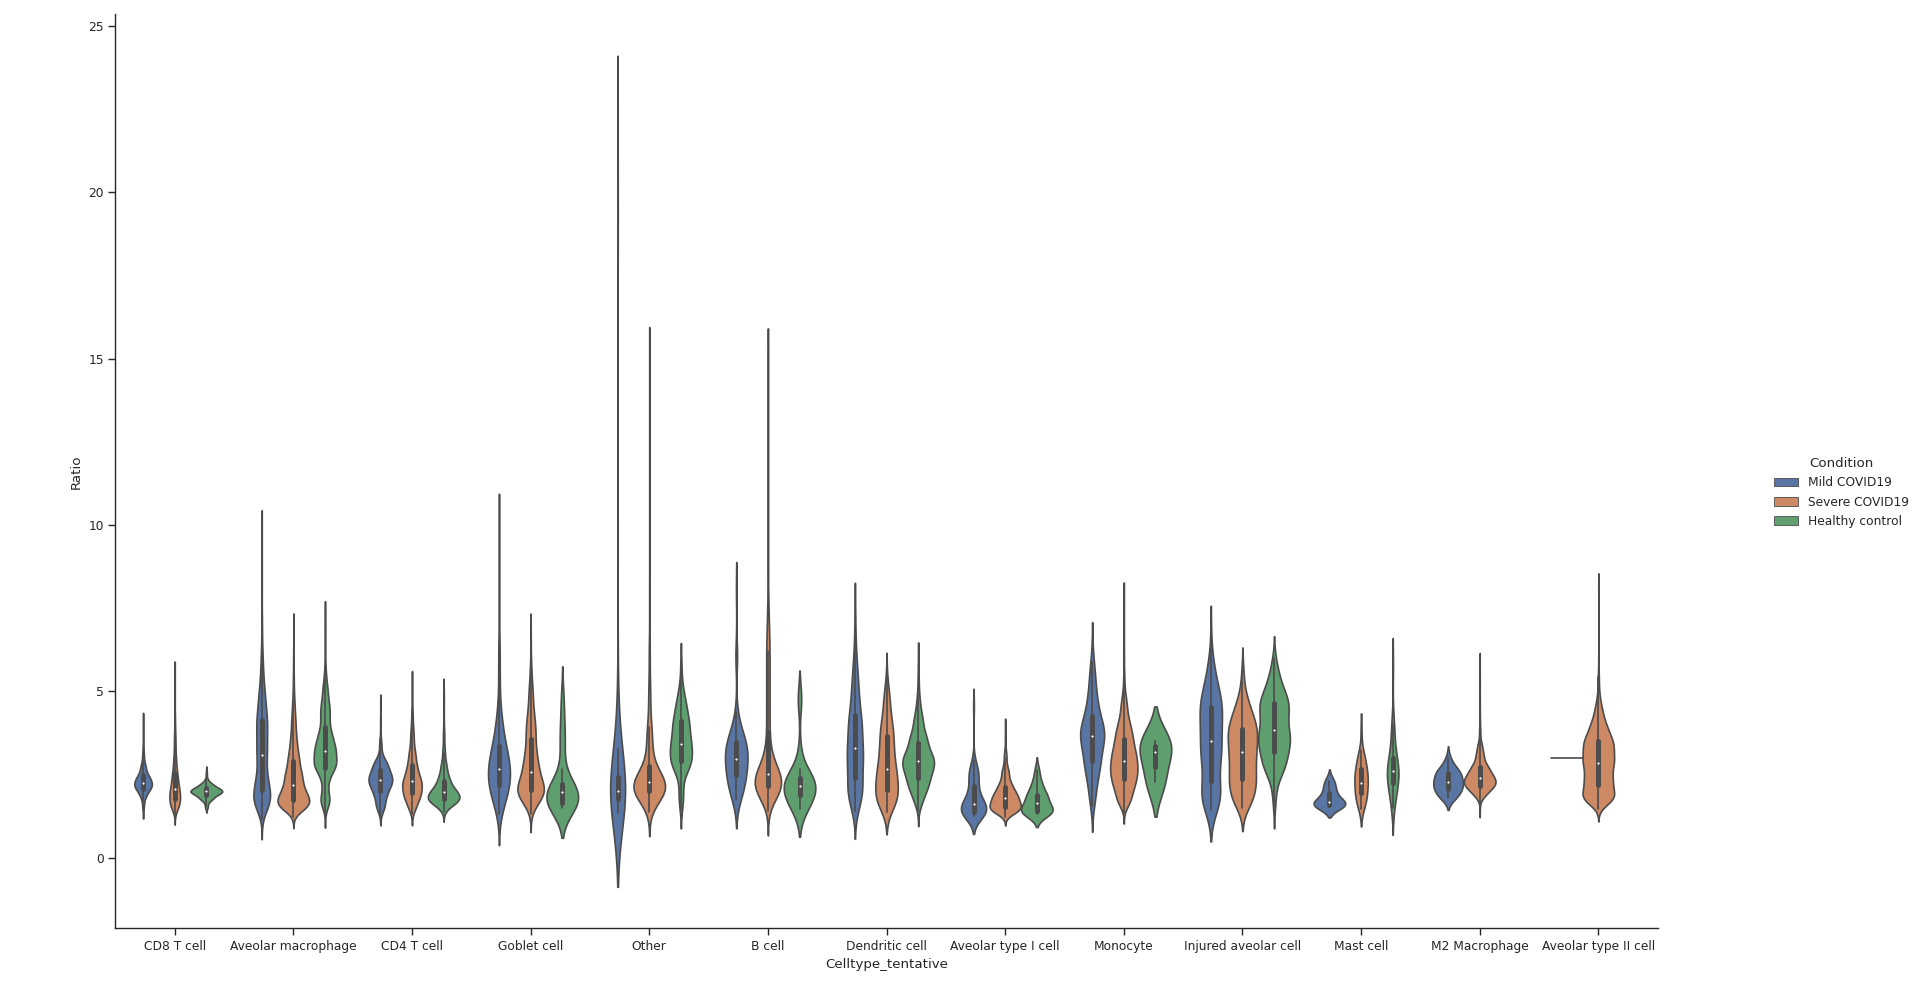 25
20
15
10
5
0
Ratio
CD8 T cell
Aveolar macrophage
CD4 T cell
Goblet cell
Other
B cell
Dendritic cell
Aveolar type I cell
Monocyte
Injured aveolar cell
Mast cell
M2 Macrophage
Aveolar type II cell
Celltype_tentative
Condition
Mild COVID19
Severe COVID19
Healthy control